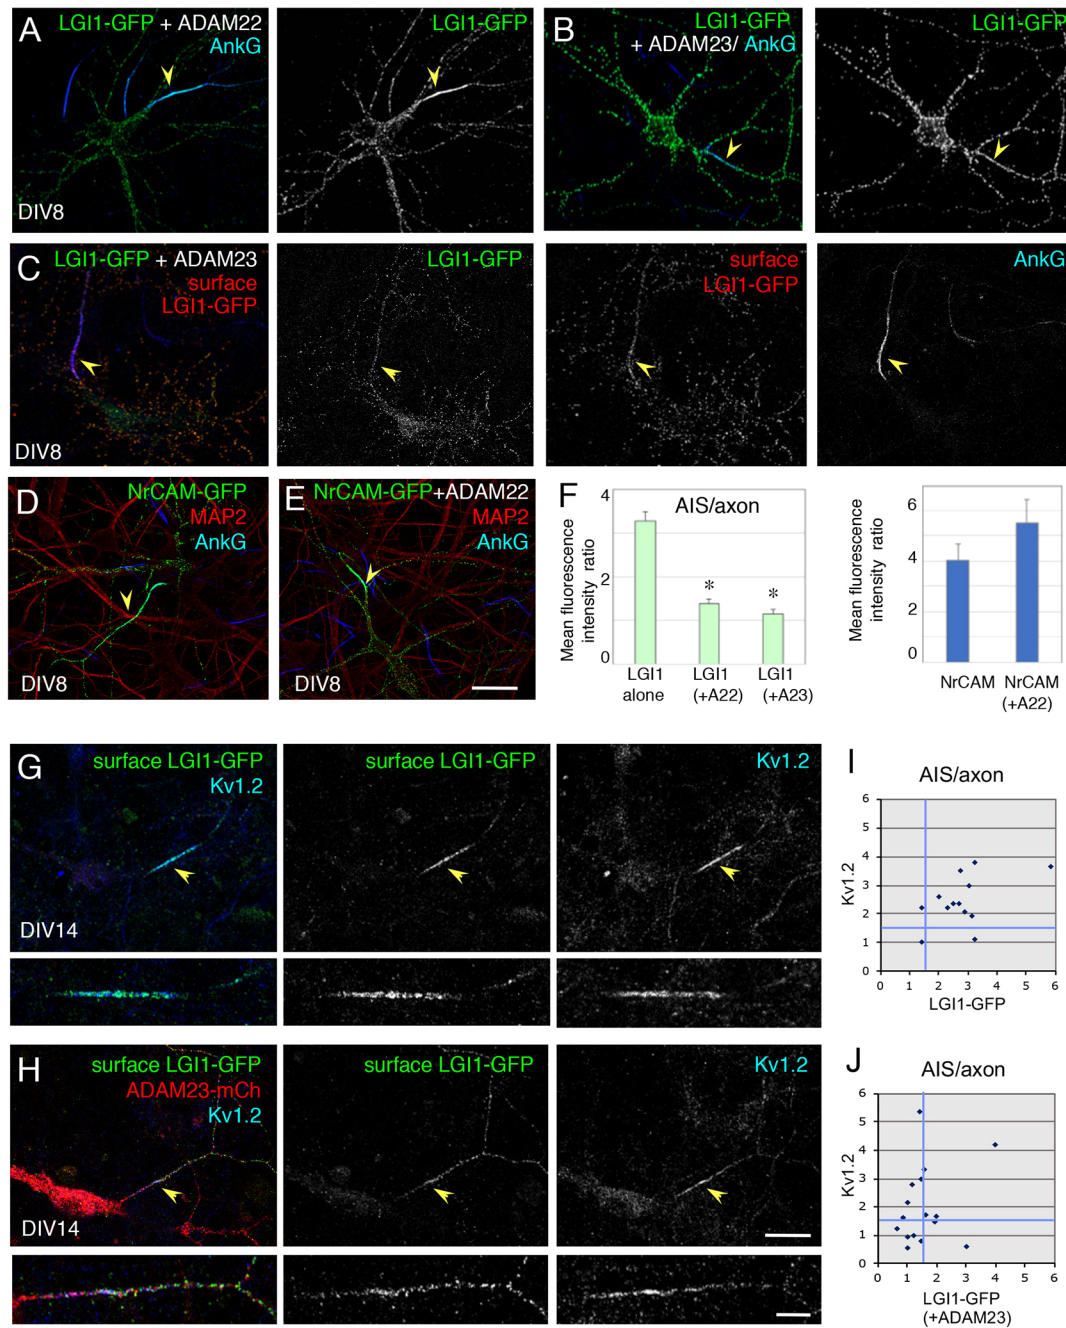 A
LGI1-GFP + ADAM22
AnkG
DIV8
LGI1-GFP
B
LGI1-GFP
+ ADAM23/ AnkG
LGI1-GFP
C
LGI1-GFP + ADAM23
surface
LGI1-GFP
DIV8
LGI1-GFP
surface
LGI1-GFP
AnkG
D
NrCAM-GFP
MAP2
AnkG
DIV8
E
NrCAM-GFP+ADAM22
MAP2
AnkG
DIV8
F
AIS/axon
Mean fluorescence
intensity ratio
4
2
0
*
*
LGI1
alone
LGI1
(+A22)
LGI1
(+A23)
Mean fluorescence
intensity ratio
6
4
2
0
NrCAM
NrCAM
(+A22)
G
surface LGI1-GFP
Kv1.2
DIV14
surface LGI1-GFP
Kv1.2
I
AIS/axon
Kv1.2
6
5
4
3
2
1
0
0 1 2 3 4 5 6
LGI1-GFP
H
surface LGI1-GFP
ADAM23-mCh
Kv1.2
DIV14
surface LGI1-GFP
Kv1.2
J
AIS/axon
Kv1.2
6
5
4
3
2
1
0
0 1 2 3 4 5 6
LGI1-GFP
(+ADAM23)